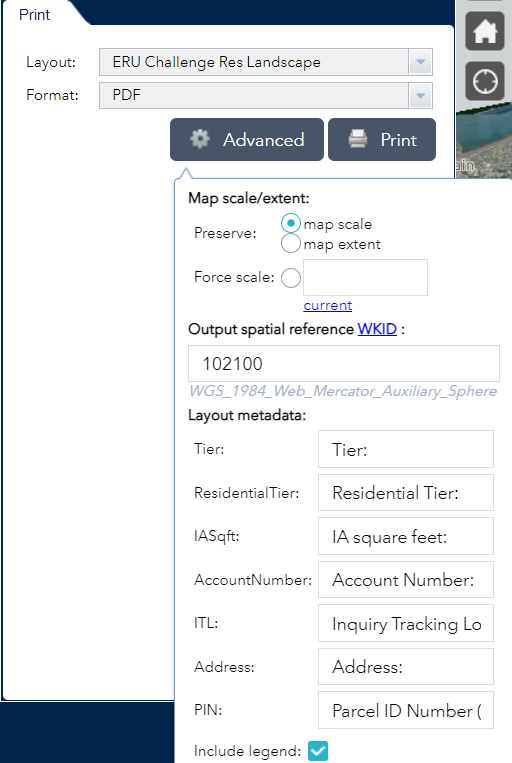 Print
Layout: ERU Challenge Res Landscape
Format: PDF
Advanced Print
Map scale/extent:
Preserve: map scale
map extent
Force scale:
current
Output spatial reference WKID :
102100
WGS_1984_Web_Mercator_Auxiliary_Sphere
Layout metadata:
Tier: Tier:
ResidentialTier: Residential Tier:
IASqft: IA square feet:
AccountNumber: Account Number:
ITL: Inquiry Tracking Lo
Address: Address:
PIN: Parcel ID Number (
Include legend: